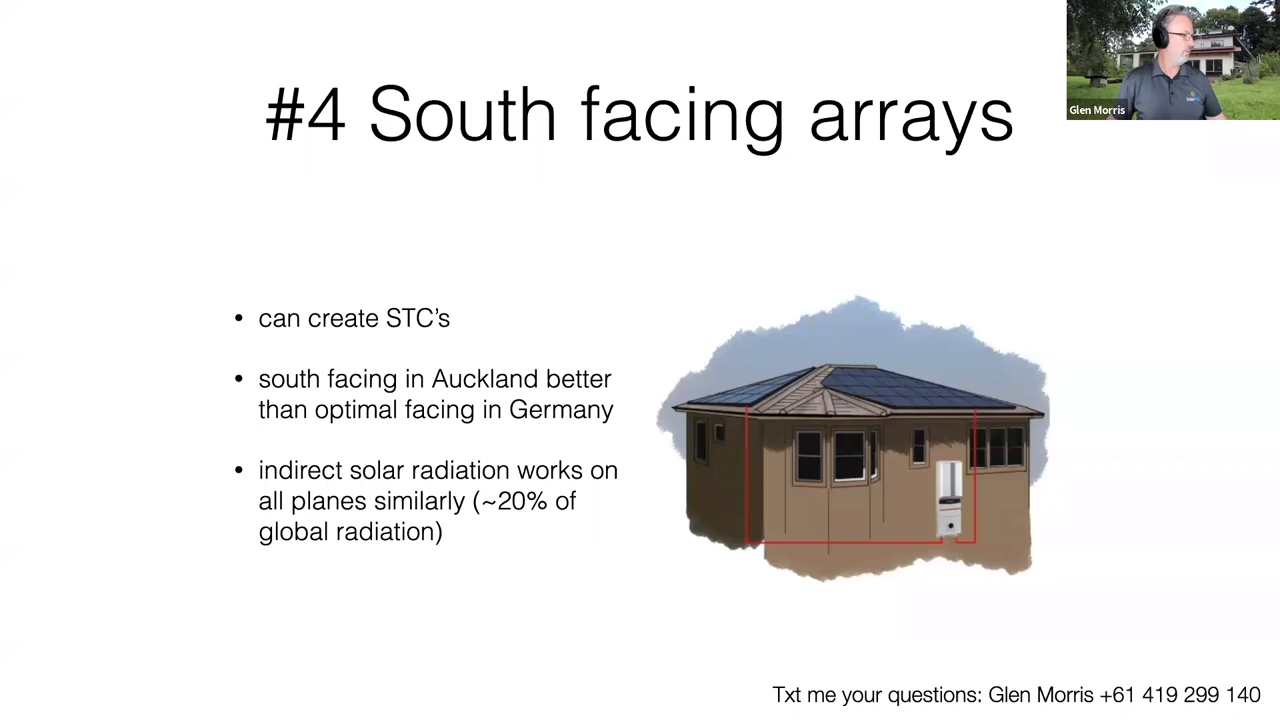 #4 South facing arrays
Glen Morris
• can create STC’s
• south facing in Auckland better
than optimal facing in Germany
• indirect solar radiation works on
all planes similarly (~20% of
global radiation)
Txt me your questions: Glen Morris +61 419 299 140